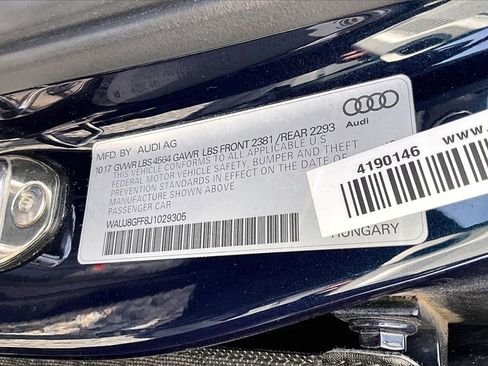 MFD. BY AUDI AG
10.17 GVWR LBS 4564 GAWR LBS FRONT 2381 / REAR 2293
THIS VEHICLE CONFORMS TO ALL APPLICABLE U.S.
FEDERAL MOTOR VEHICLE SAFETY, BUMPER AND THEFT
PREVENTION STANDARDS IN EFFECT ON THE DATE OF
MANUFACTURE SHOWN ABOVE.
PASSENGER CAR
WAUJ8GFF8J1029305
HUNGARY
Audi
www.
4190146